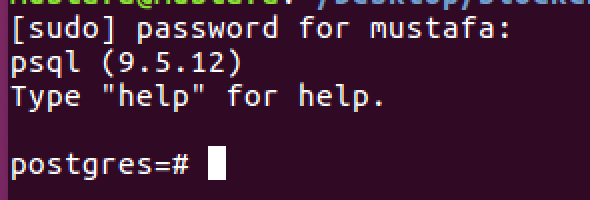 [sudo] password for mustafa:
psql (9.5.12)
Type "help" for help.
postgres=#